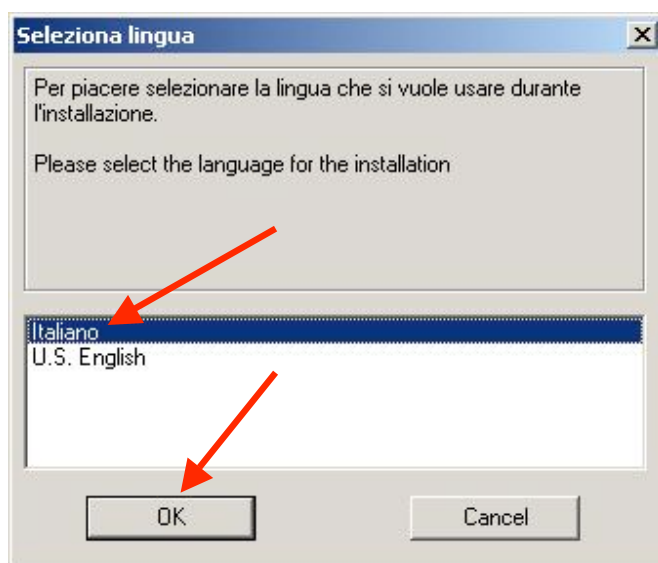 Seleziona lingua
Per piacere selezionare la lingua che si vuole usare durante
l'installazione.
Please select the language for the installation
Italiano
U.S. English
OK
Cancel